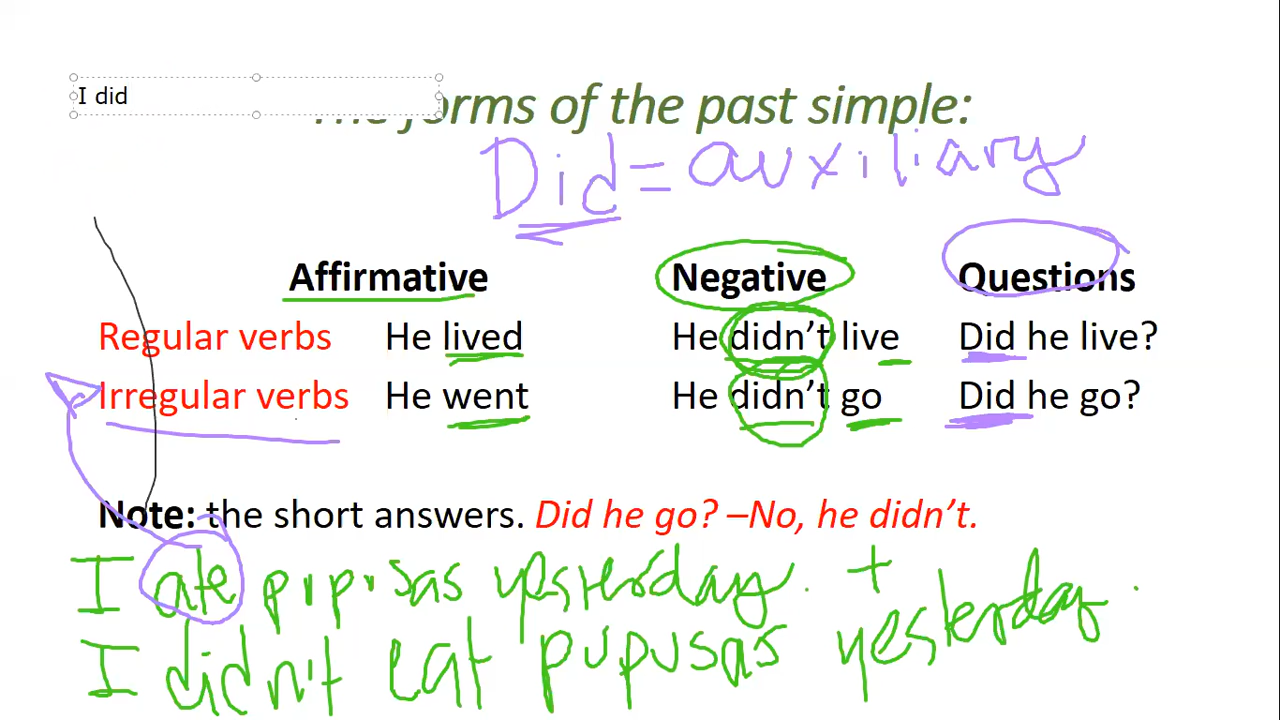 I did
The forms of the past simple:
Did = auxiliary
Affirmative Negative Questions
Regular verbs He lived He didn't live Did he live?
Irregular verbs He went He didn't go Did he go?
Note: the short answers. Did he go? –No, he didn't.
I ate pupusas yesterday. +
I didn't eat pupusas yesterday.